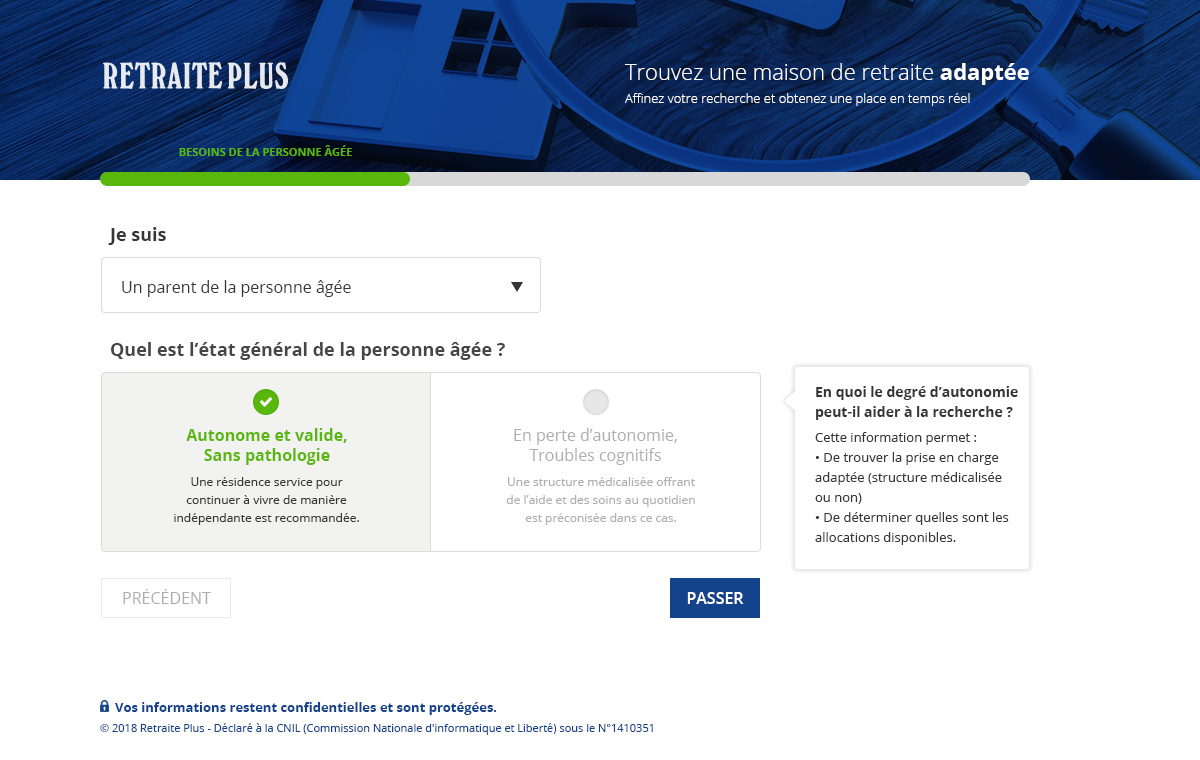 RETRAITE PLUS
Trouvez une maison de retraite adaptée
Affinez votre recherche et obtenez une place en temps réel
BESOINS DE LA PERSONNE ÂGÉE
Je suis
Un parent de la personne âgée
Quel est l’état général de la personne âgée ?
Autonome et valide,
Sans pathologie
Une résidence service pour
continuer à vivre de manière
indépendante est recommandée.
En perte d’autonomie,
Troubles cognitifs
Une structure médicalisée offrant
de l’aide et des soins au quotidien
est préconisée dans ce cas.
En quoi le degré d’autonomie
peut-il aider à la recherche ?
Cette information permet :
• De trouver la prise en charge
adaptée (structure médicalisée
ou non)
• De déterminer quelles sont les
allocations disponibles.
PRÉCÉDENT
PASSER
Vos informations restent confidentielles et sont protégées.
© 2018 Retraite Plus - Déclaré à la CNIL (Commission Nationale d'informatique et Liberté) sous le N°1410351